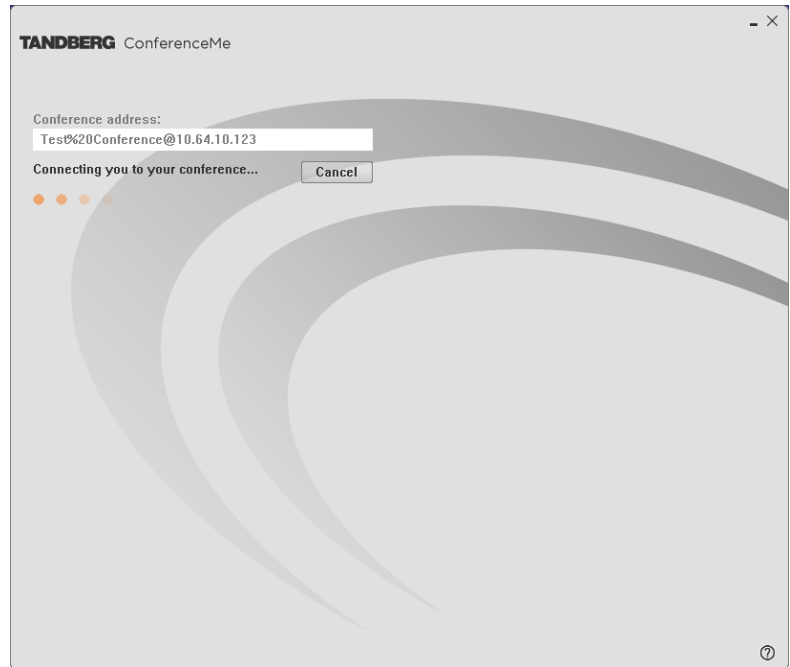 TANDBERG ConferenceMe
Conference address:
Test%20Conference@10.64.10.123
Connecting you to your conference...
Cancel
?